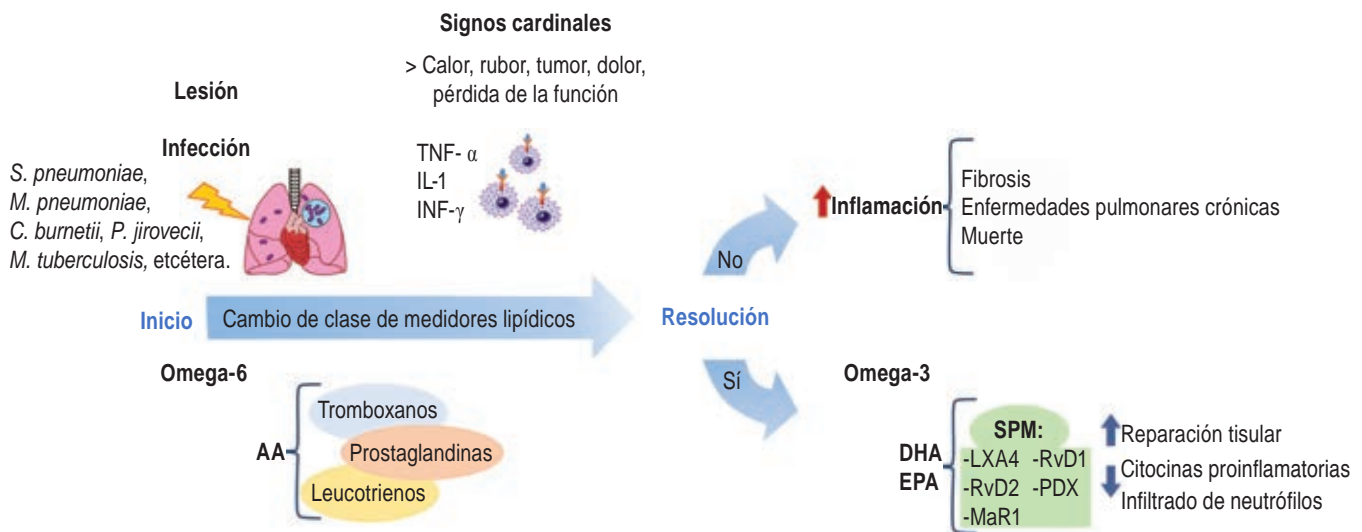 Signos cardinales
> Calor, rubor, tumor, dolor,
pérdida de la función
Lesión
Infección
S. pneumoniae,
M. pneumoniae,
C. burnetii, P. jirovecii,
M. tuberculosis, etcétera.
TNF- α
IL-1
INF-γ
Inicio
Cambio de clase de medidores lipídicos
Resolución
No
Inflamación
Fibrosis
Enfermedades pulmonares crónicas
Muerte
Sí
Omega-6
AA
Tromboxanos
Prostaglandinas
Leucotrienos
Omega-3
DHA
EPA
SPM:
-LXA4 -RvD1
-RvD2 -PDX
-MaR1
Reparación tisular
Citocinas proinflamatorias
Infiltrado de neutrófilos